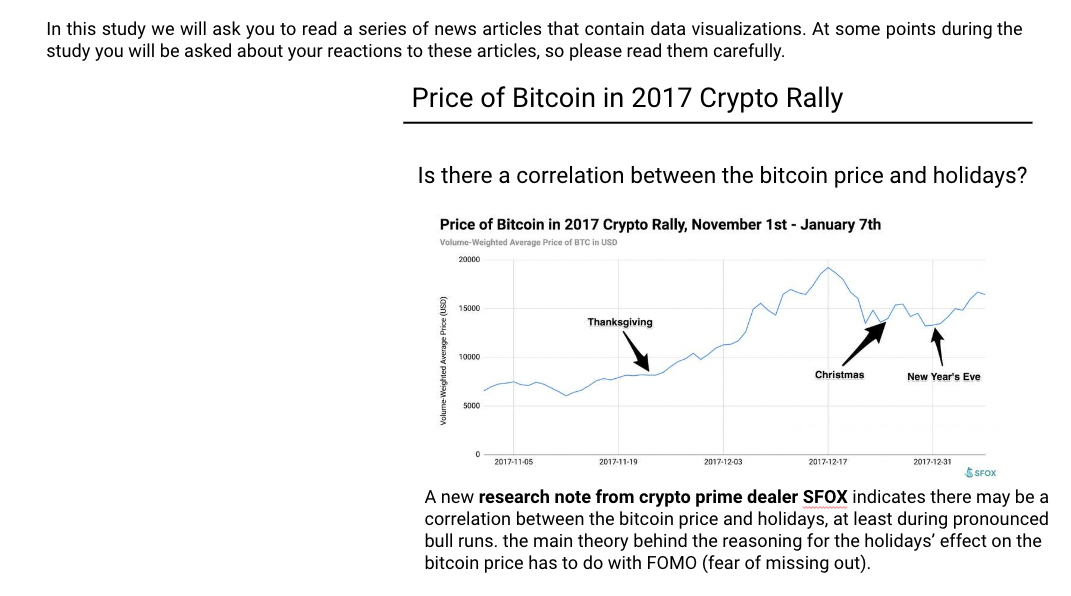 In this study we will ask you to read a series of news articles that contain data visualizations. At some points during the
study you will be asked about your reactions to these articles, so please read them carefully.
Price of Bitcoin in 2017 Crypto Rally
Is there a correlation between the bitcoin price and holidays?
Price of Bitcoin in 2017 Crypto Rally, November 1st - January 7th
Volume-Weighted Average Price of BTC in USD
Volume-Weighted Average Price (USD)
20000
15000
10000
5000
0
Thanksgiving
Christmas
New Year's Eve
2017-11-05 2017-11-19 2017-12-03 2017-12-17 2017-12-31
SFOX
A new research note from crypto prime dealer SFOX indicates there may be a
correlation between the bitcoin price and holidays, at least during pronounced
bull runs. the main theory behind the reasoning for the holidays’ effect on the
bitcoin price has to do with FOMO (fear of missing out).